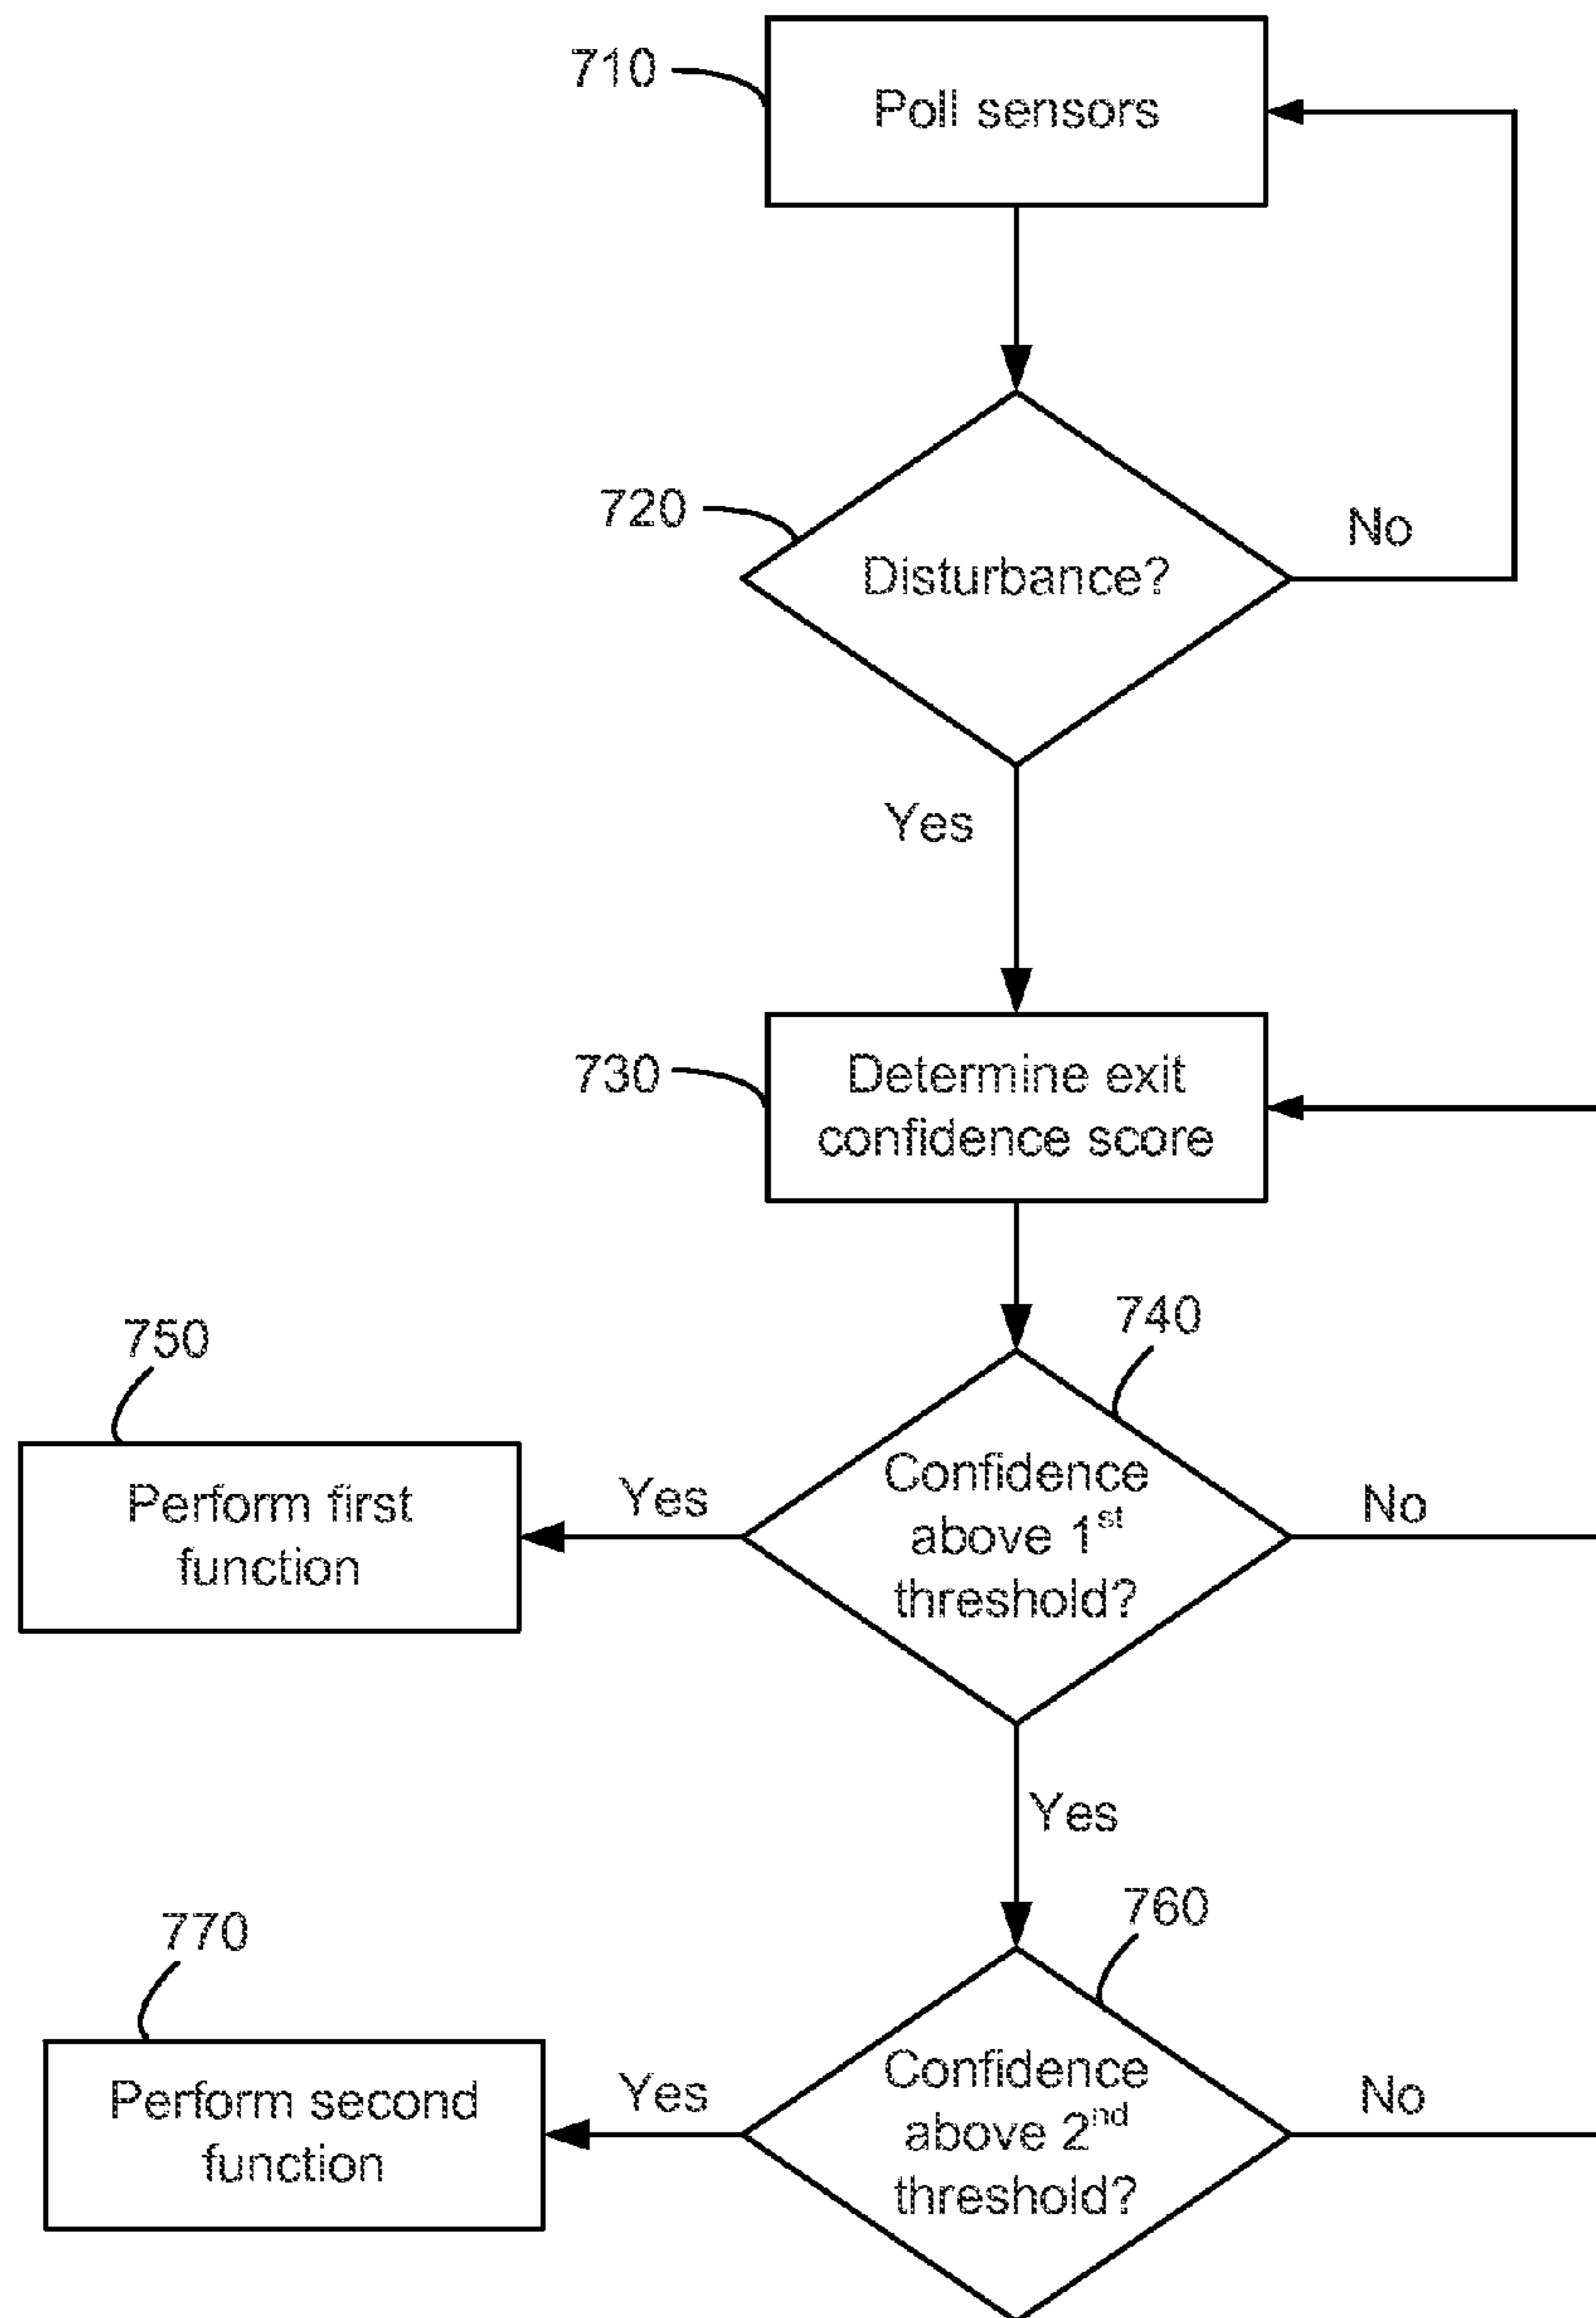 710
Poll sensors
720
Disturbance?
No
Yes
730
Determine exit
confidence score
740
750
Confidence
above 1st
threshold?
Yes
No
Perform first
function
Yes
760
770
Confidence
above 2nd
threshold?
Yes
No
Perform second
function